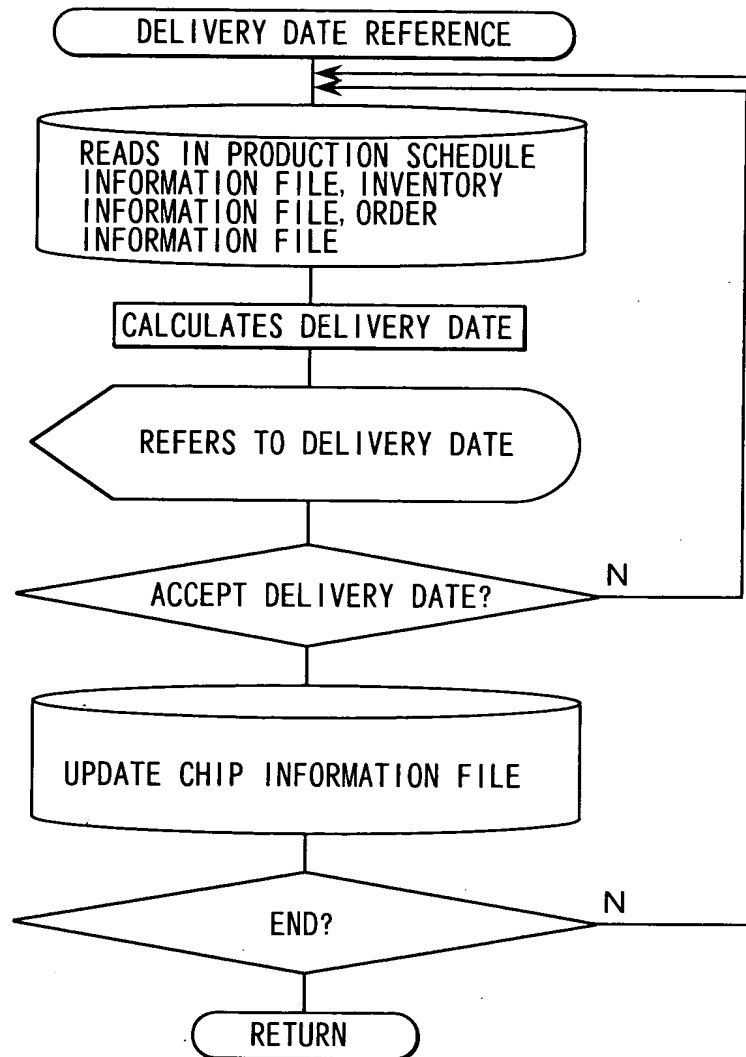 DELIVERY DATE REFERENCE
READS IN PRODUCTION SCHEDULE
INFORMATION FILE, INVENTORY
INFORMATION FILE, ORDER
INFORMATION FILE
CALCULATES DELIVERY DATE
REFERS TO DELIVERY DATE
ACCEPT DELIVERY DATE?
N
UPDATE CHIP INFORMATION FILE
END?
N
RETURN